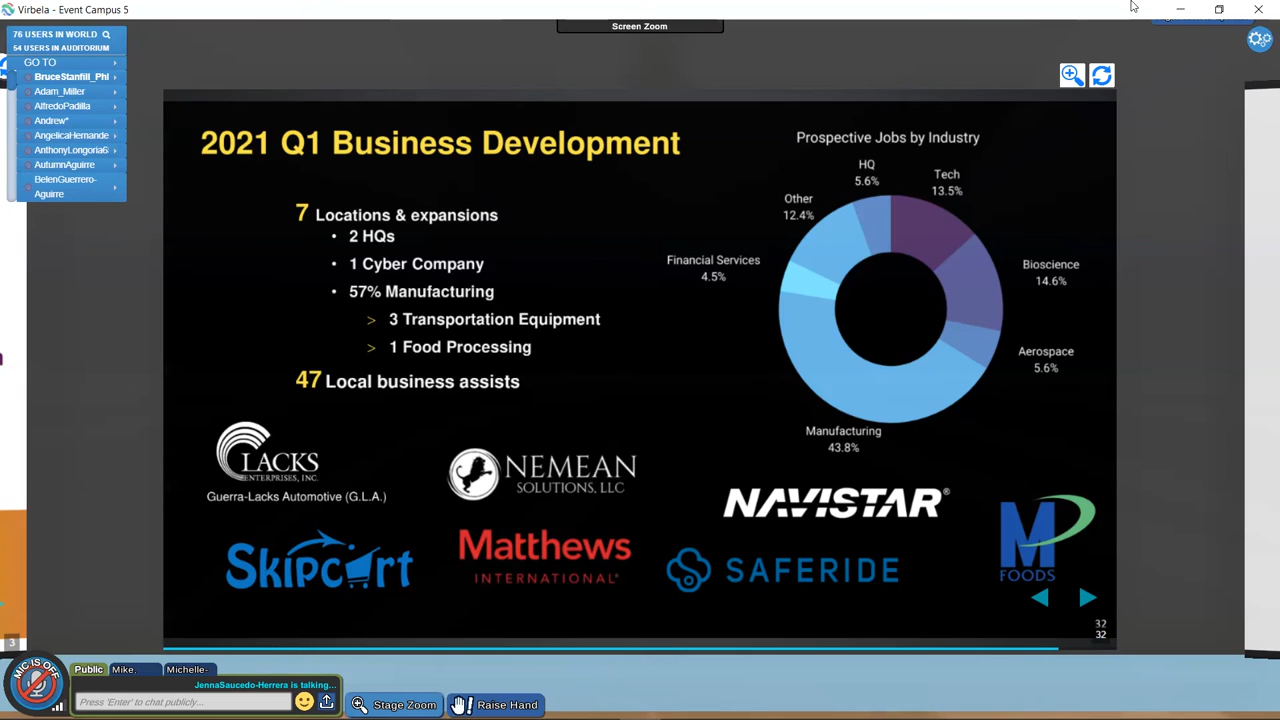 Virbela - Event Campus 5
Screen Zoom
76 USERS IN WORLD
54 USERS IN AUDITORIUM
GO TO
BruceStanfill_Phl
Adam_Miller
AlfredoPadilla
Andrew*
AngelicaHernande
AnthonyLongoria6
AutumnAguirre
BelenGuerrero-
Aguirre
2021 Q1 Business Development
7 Locations & expansions
• 2 HQs
• 1 Cyber Company
• 57% Manufacturing
> 3 Transportation Equipment
> 1 Food Processing
47 Local business assists
Prospective Jobs by Industry
HQ
5.6%
Tech
13.5%
Other
12.4%
Financial Services
4.5%
Bioscience
14.6%
Aerospace
5.6%
Manufacturing
43.8%
LACKS
ENTERPRISES, INC.
Guerra-Lacks Automotive (G.L.A.)
NEMEAN
SOLUTIONS, LLC
NAVISTAR®
M
FOODS
Skipcart
Matthews
INTERNATIONAL®
SAFERIDE
32
32
3
MIC IS OFF
Public
Mike.
Michelle-
JennaSaucedo-Herrera is talking...
Press 'Enter' to chat publicly...
Stage Zoom
Raise Hand